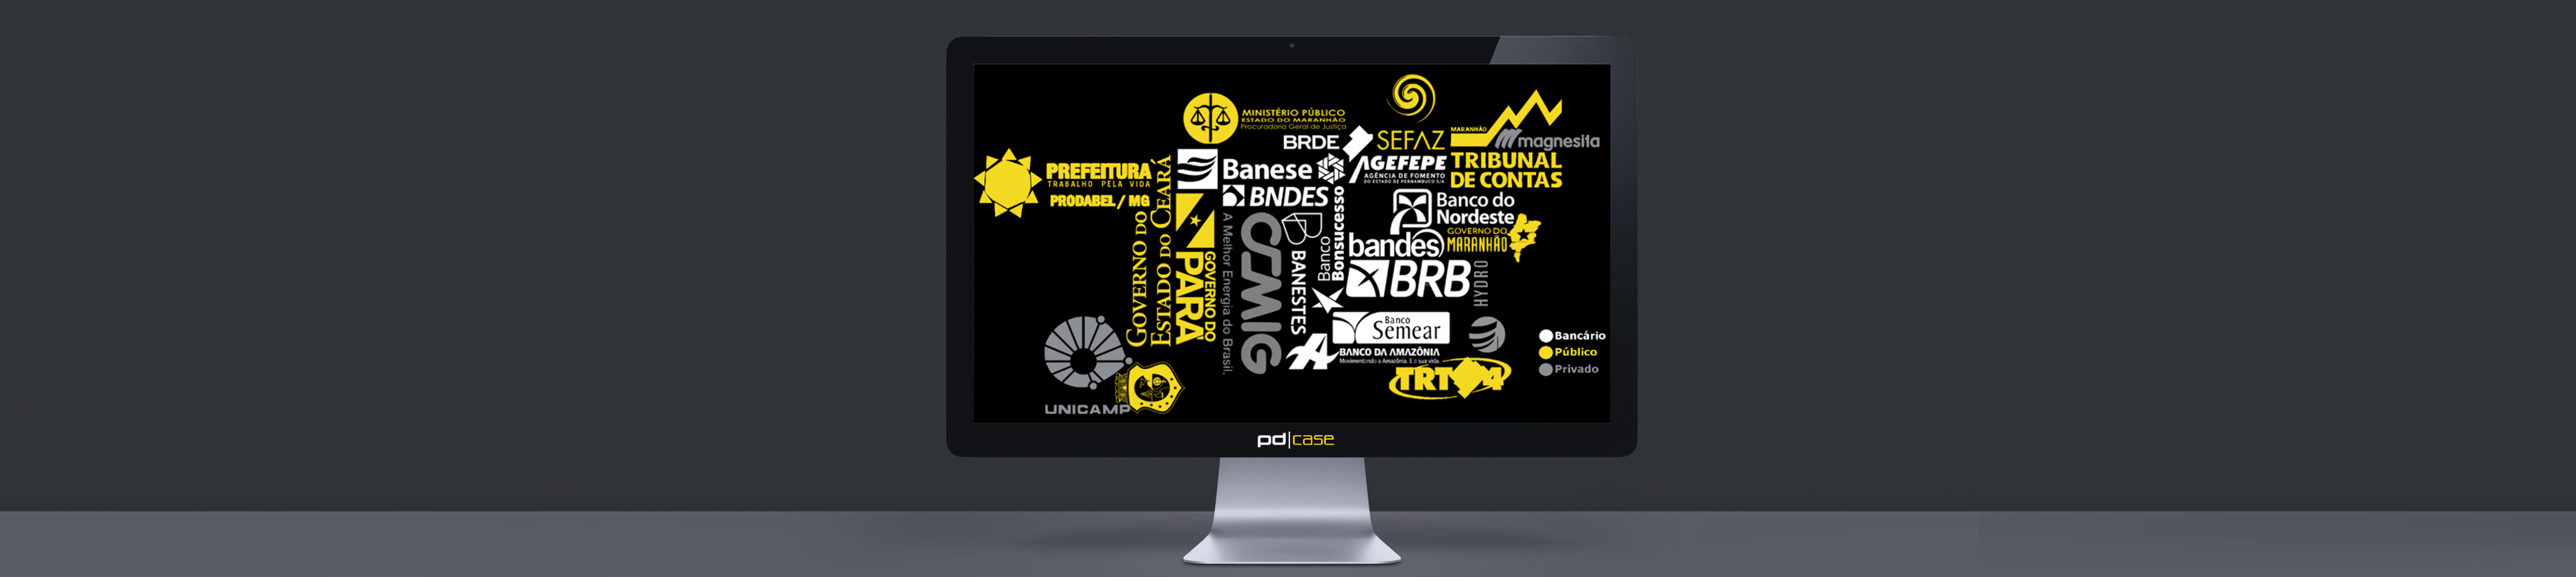 MINISTÉRIO PÚBLICO
ESTADO DO MARANHÃO
Procuradoria Geral de Justiça
BRDE
SEFAZ
MARANHÃO
magnesita
TRIBUNAL
DE CONTAS
PREFEITURA
TRABALHO PELA VIDA
PRODABEL / MG
GOVERNO DO
ESTADO DO CEARÁ
GOVERNO DO
PARÁ
Banese
AGEFEPE
AGÊNCIA DE FOMENTO
DO ESTADO DE PERNAMBUCO S/A
BNDES
A Melhor Energia do Brasil.
CEMIG
BANESTES
Banco
Bonsucesso
Banco do
Nordeste
GOVERNO DO
MARANHÃO
bandes
BRB
HYDRO
Banco
Semear
BANCO DA AMAZÔNIA
Movimentando a Amazônia. E a sua vida.
TRT 4
UNICAMP
Bancário
Público
Privado
pd|case